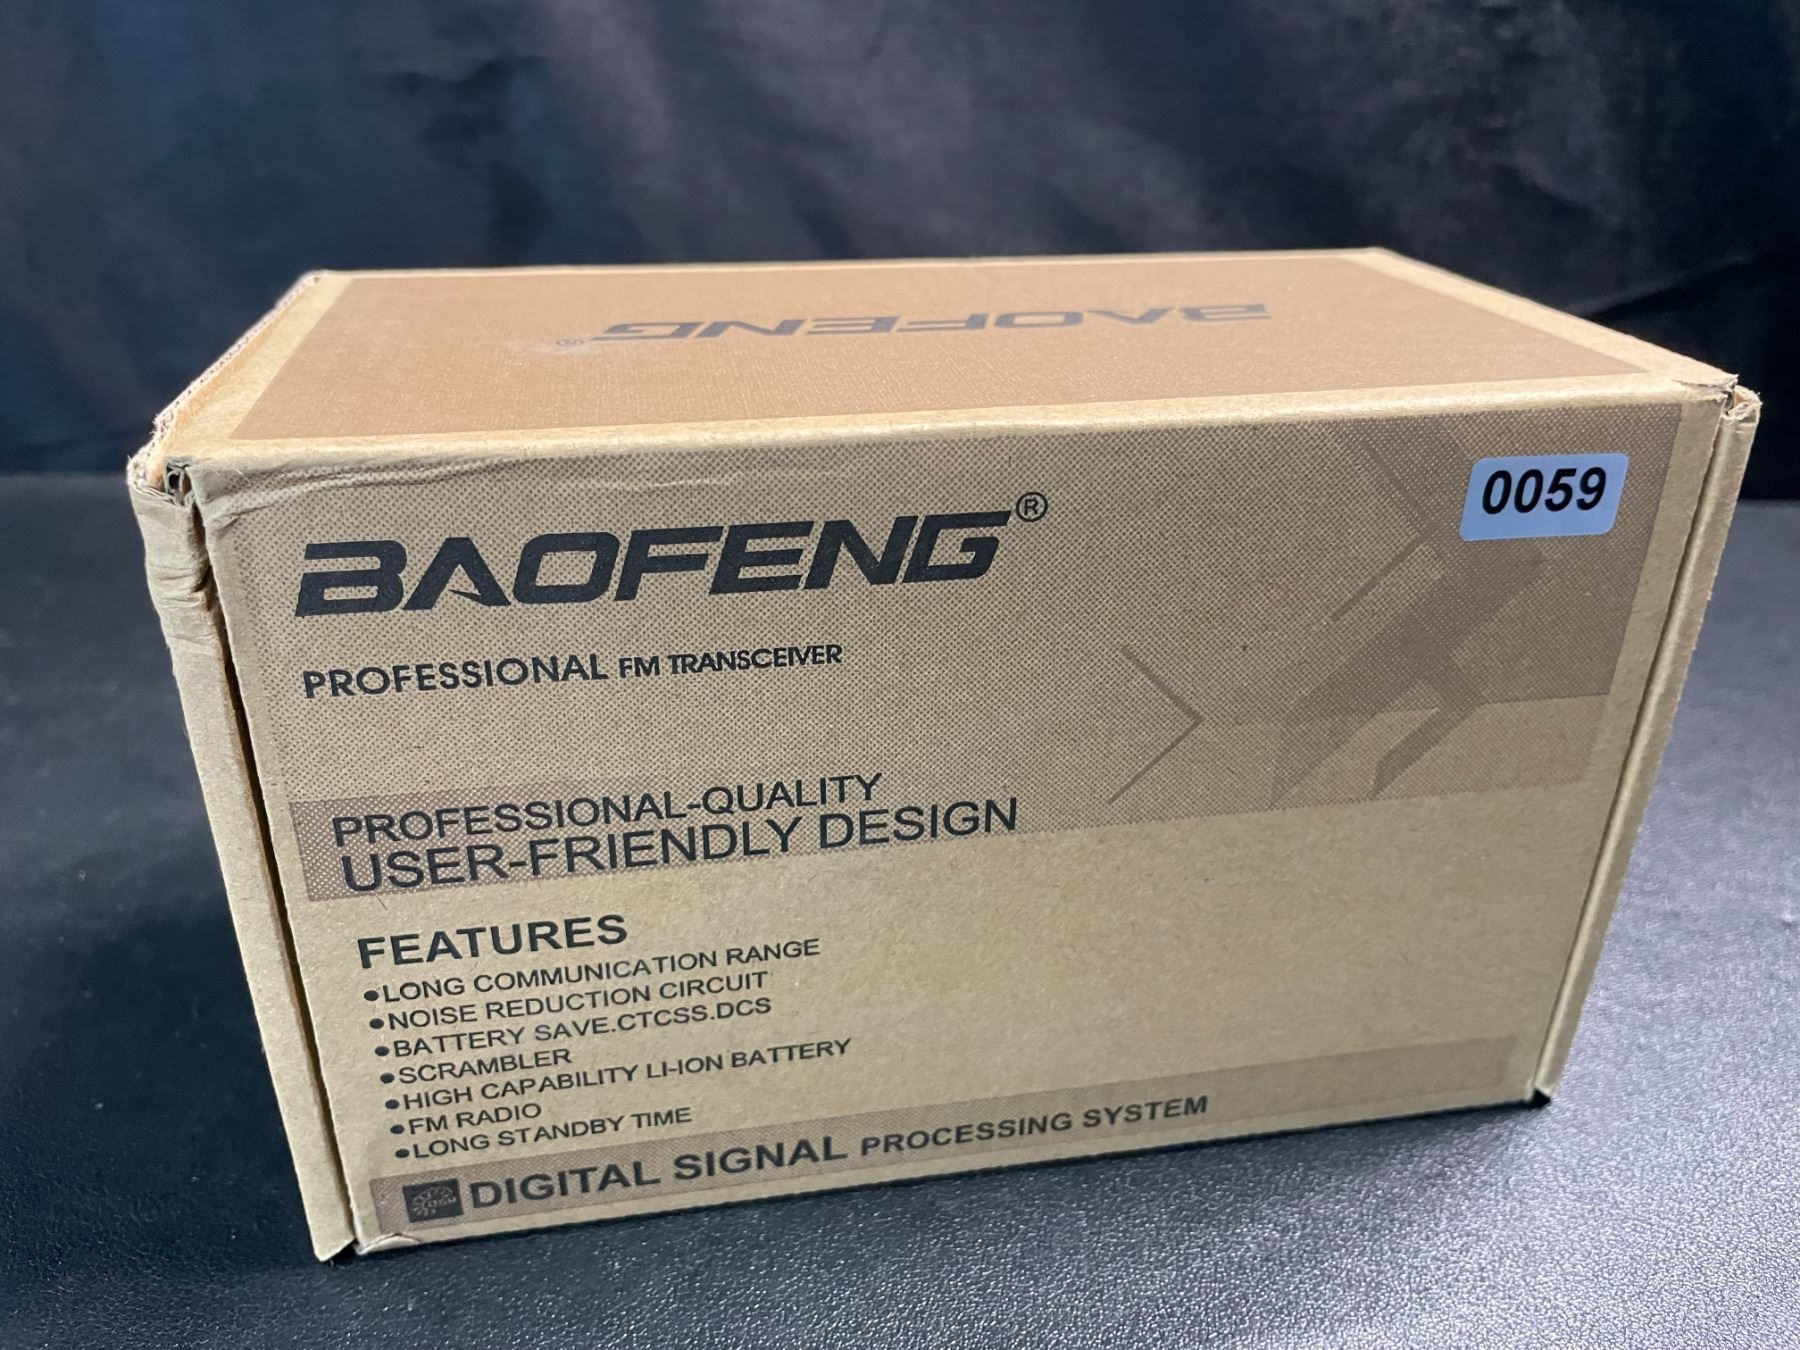 BAOFENG®
BAOFENG®
0059
PROFESSIONAL FM TRANSCEIVER
PROFESSIONAL-QUALITY
USER-FRIENDLY DESIGN
FEATURES
•LONG COMMUNICATION RANGE
•NOISE REDUCTION CIRCUIT
•BATTERY SAVE.CTCSS.DCS
•SCRAMBLER
•HIGH CAPABILITY LI-ION BATTERY
•FM RADIO
•LONG STANDBY TIME
DIGITAL SIGNAL PROCESSING SYSTEM